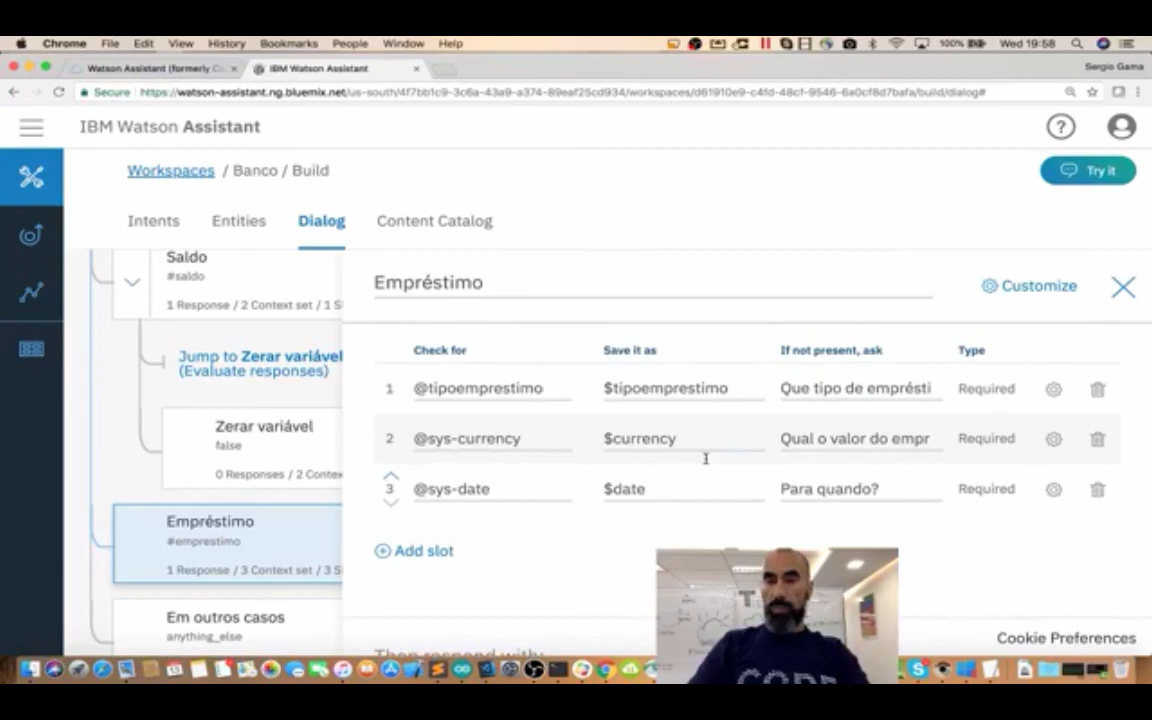 Chrome File Edit View History Bookmarks People Window Help 100% Wed 19:58
Watson Assistant (formerly Co × IBM Watson Assistant × Sergio Gama
Secure https://watson-assistant.ng.bluemix.net/us-south/4f7bb1c9-3c6a-43a9-a374-89eaf25cd934/workspaces/d61910e9-c4fd-48cf-9546-6a0cf8d7bafa/build/dialog#
IBM Watson Assistant
Workspaces / Banco / Build
Try it
Intents Entities Dialog Content Catalog
Saldo
#saldo
1 Response / 2 Context set / 1 S
Jump to Zerar variável
(Evaluate responses)
Zerar variável
false
0 Responses / 2 Contex
Empréstimo
#emprestimo
1 Response / 3 Context set / 3 S
Em outros casos
anything_else
Empréstimo
Customize
Check for Save it as If not present, ask Type
1 @tipoemprestimo $tipoemprestimo Que tipo de emprésti Required
2 @sys-currency $currency Qual o valor do empr Required
3 @sys-date $date Para quando? Required
Add slot
Then respond with:
Cookie Preferences
CODE